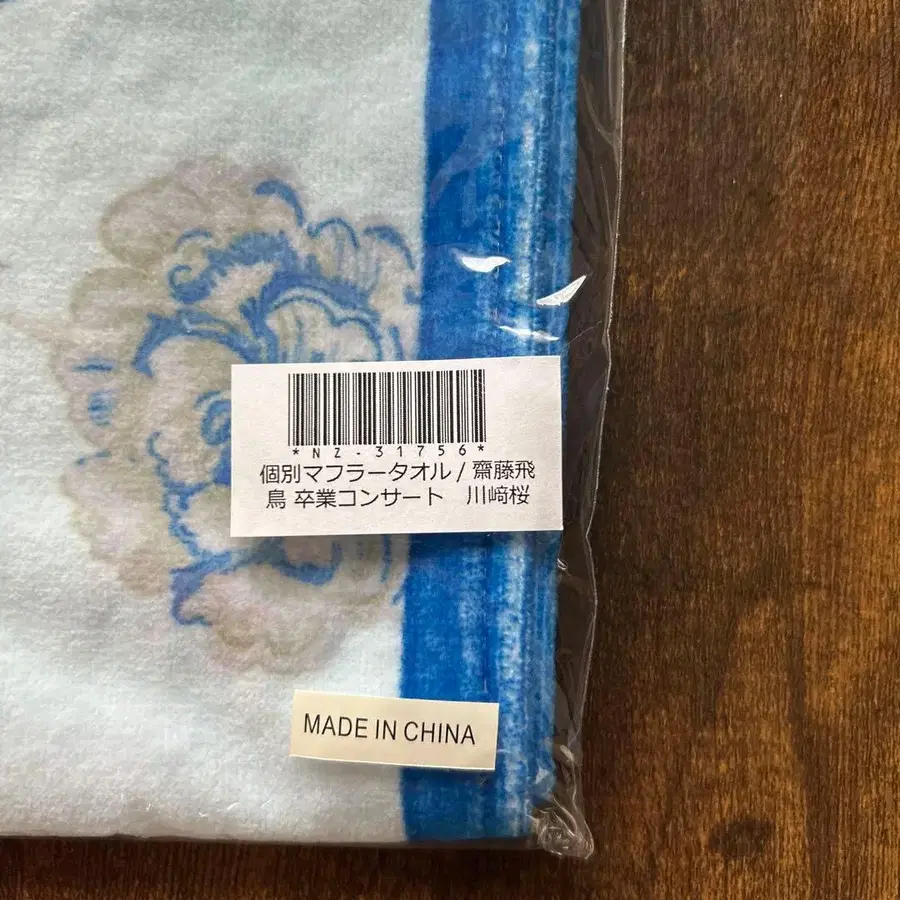 *NZ-31756*
個別マフラータオル / 齋藤飛
鳥 卒業コンサート　川﨑桜
MADE IN CHINA